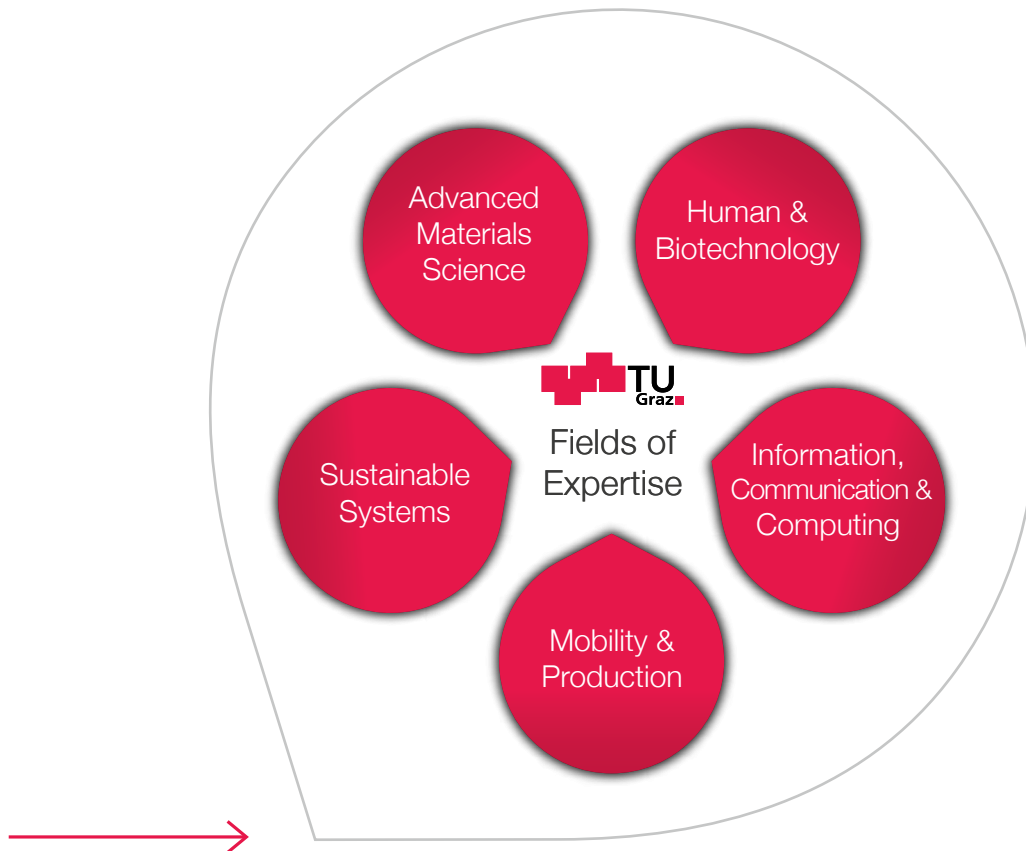 Advanced
Materials
Science
Human &
Biotechnology
TU
Graz
Fields of
Expertise
Sustainable
Systems
Information,
Communication &
Computing
Mobility &
Production